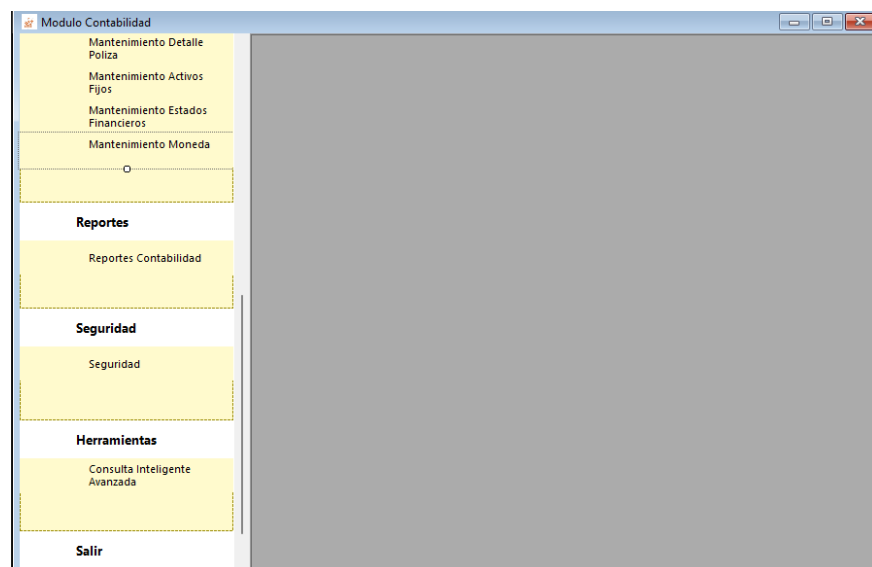 Modulo Contabilidad
Mantenimiento Detalle
Poliza
Mantenimiento Activos
Fijos
Mantenimiento Estados
Financieros
Mantenimiento Moneda
Reportes
Reportes Contabilidad
Seguridad
Seguridad
Herramientas
Consulta Inteligente
Avanzada
Salir